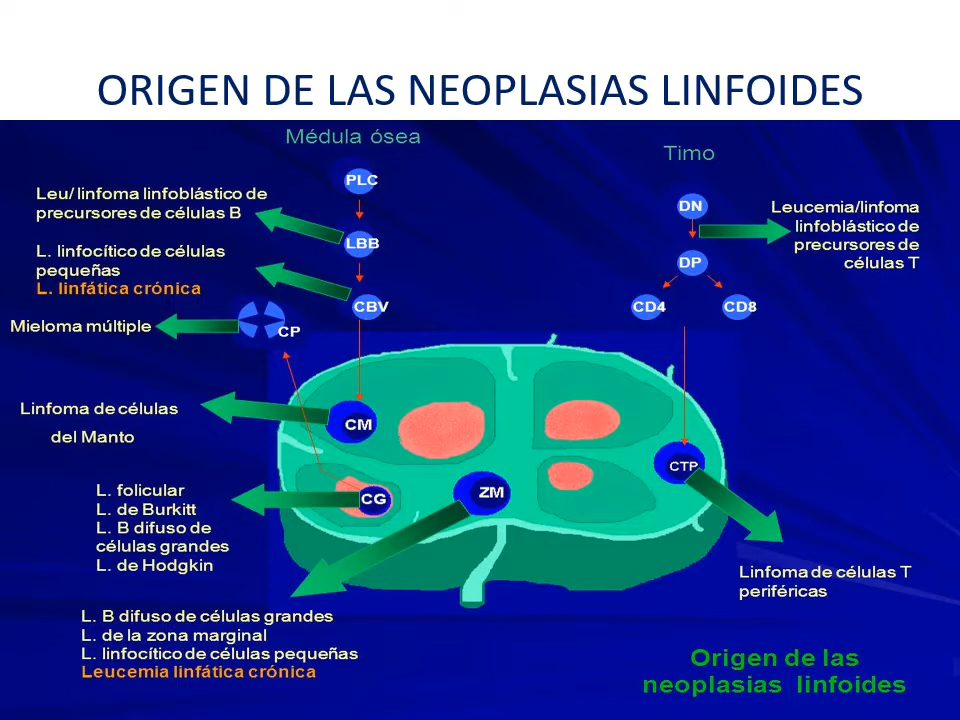 ORIGEN DE LAS NEOPLASIAS LINFOIDES
Médula ósea
Timo
PLC
Leu/ linfoma linfoblástico de
precursores de células B
DN
Leucemia/linfoma
linfoblástico de
precursores de
células T
LBB
L. linfocítico de células
pequeñas
L. linfática crónica
DP
CBV
CD4
CD8
Mieloma múltiple
CP
Linfoma de células
del Manto
CM
CTP
L. folicular
L. de Burkitt
L. B difuso de
células grandes
L. de Hodgkin
CG
ZM
Linfoma de células T
periféricas
L. B difuso de células grandes
L. de la zona marginal
L. linfocítico de células pequeñas
Leucemia linfática crónica
Origen de las
neoplasias linfoides